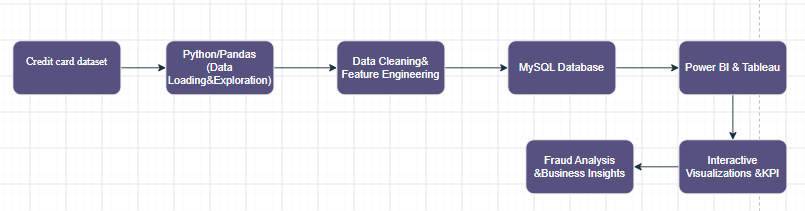 Credit card dataset
Python/Pandas
(Data
Loading&Exploration)
Data Cleaning&
Feature Engineering
MySQL Database
Power BI & Tableau
Fraud Analysis
&Business Insights
Interactive
Visualizations &KPI